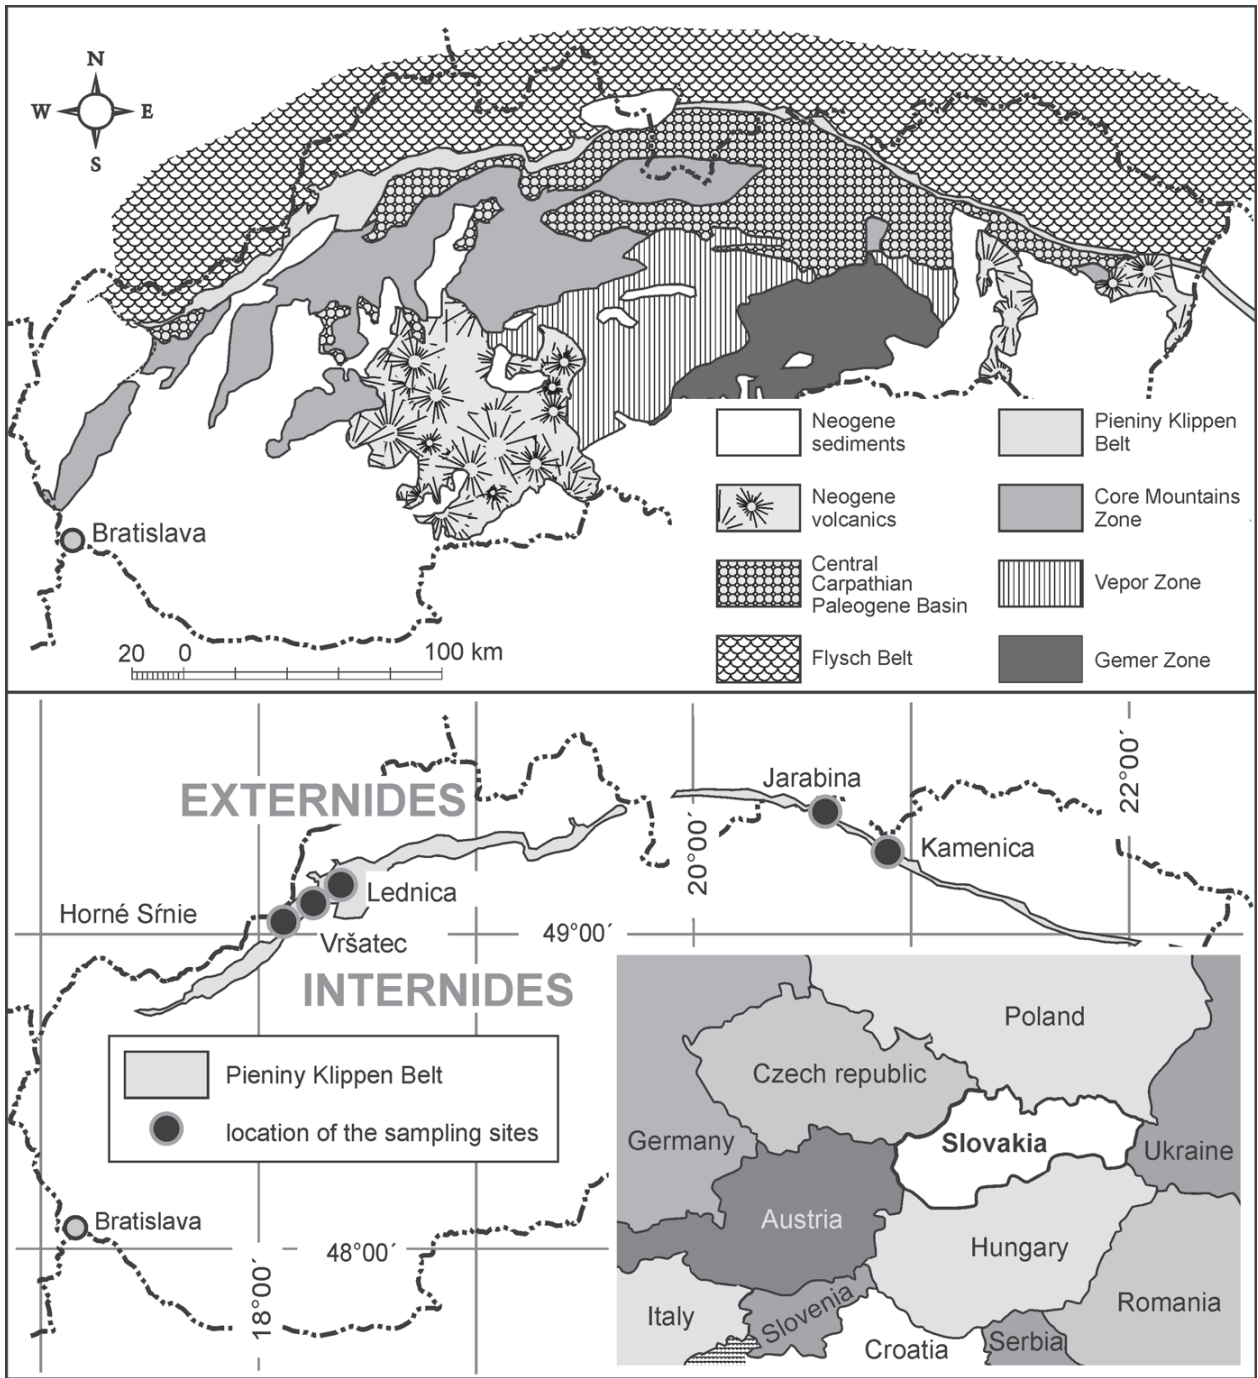 N
W
E
S
Bratislava
20
0
100 km
Neogene
sediments
Pieniny Klippen
Belt
Neogene
volcanics
Core Mountains
Zone
Central
Carpathian
Paleogene Basin
Vepor Zone
Flysch Belt
Gemer Zone
EXTERNIDES
Jarabina
22°00´
20°00´
Kamenica
Lednica
Horné Sŕnie
Vršatec
49°00´
INTERNIDES
Pieniny Klippen Belt
location of the sampling sites
Bratislava
48°00´
18°00´
Poland
Czech republic
Germany
Slovakia
Ukraine
Austria
Hungary
Italy
Slovenia
Romania
Croatia
Serbia